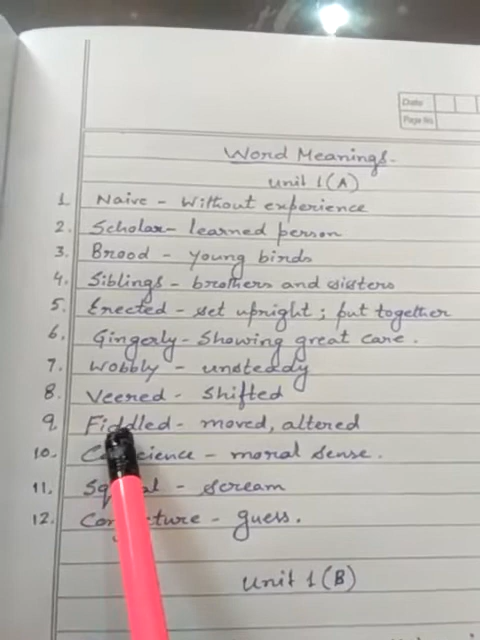 Date
Page No
Word Meanings.
Unit 1(A)
1. Naive - Without experience
2. Scholar - learned person
3. Brood - young birds
4. Siblings - brothers and sisters
5. Erected - set upright; put together
6. Gingerly - Showing great care.
7. Wobbly - unsteady
8. Veered - Shifted
9. Fiddled - moved, altered
10. Conscience - moral sense.
11. - scream
12. Conjecture - guess.
Unit 1(B)